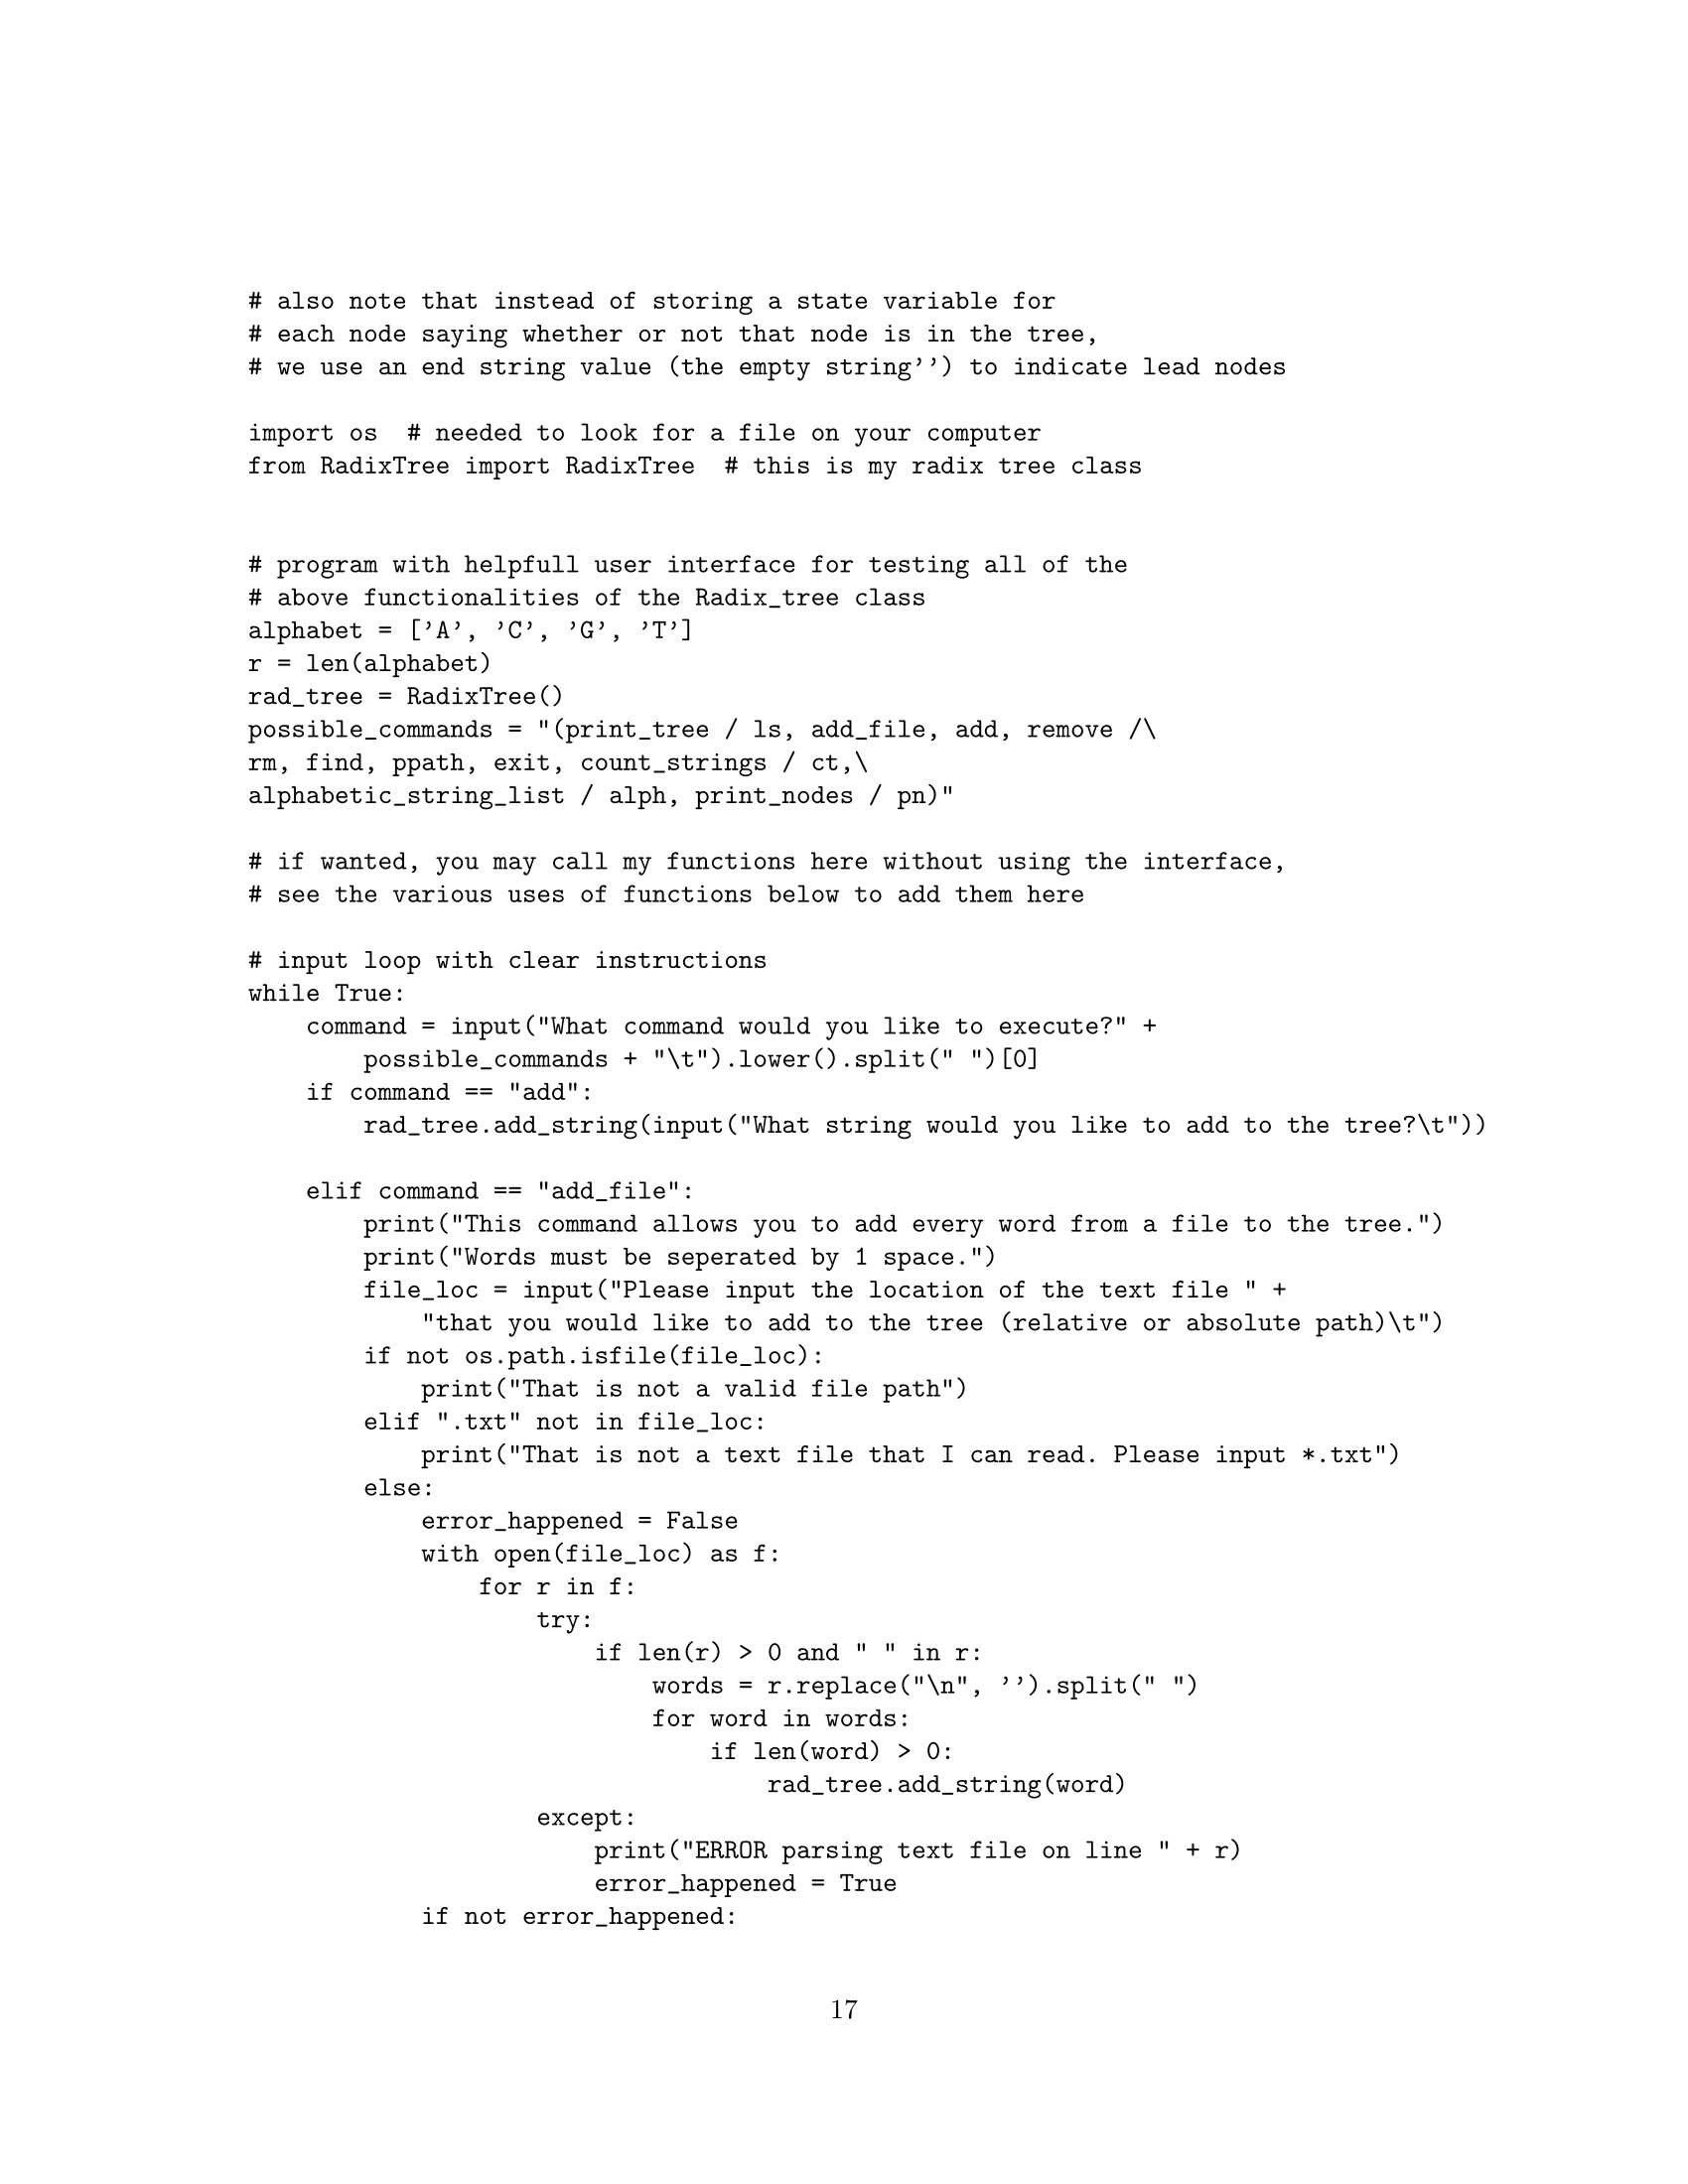 # also note that instead of storing a state variable for
# each node saying whether or not that node is in the tree,
# we use an end string value (the empty string’’) to indicate lead nodes

import os  # needed to look for a file on your computer
from RadixTree import RadixTree  # this is my radix tree class


# program with helpfull user interface for testing all of the
# above functionalities of the Radix_tree class
alphabet = [’A’, ’C’, ’G’, ’T’]
r = len(alphabet)
rad_tree = RadixTree()
possible_commands = "(print_tree / ls, add_file, add, remove /\
rm, find, ppath, exit, count_strings / ct,\
alphabetic_string_list / alph, print_nodes / pn)"

# if wanted, you may call my functions here without using the interface,
# see the various uses of functions below to add them here

# input loop with clear instructions
while True:
    command = input("What command would you like to execute?" +
        possible_commands + "\t").lower().split(" ")[0]
    if command == "add":
        rad_tree.add_string(input("What string would you like to add to the tree?\t"))

    elif command == "add_file":
        print("This command allows you to add every word from a file to the tree.")
        print("Words must be seperated by 1 space.")
        file_loc = input("Please input the location of the text file " +
            "that you would like to add to the tree (relative or absolute path)\t")
        if not os.path.isfile(file_loc):
            print("That is not a valid file path")
        elif ".txt" not in file_loc:
            print("That is not a text file that I can read. Please input *.txt")
        else:
            error_happened = False
            with open(file_loc) as f:
                for r in f:
                    try:
                        if len(r) > 0 and " " in r:
                            words = r.replace("\n", ’’).split(" ")
                            for word in words:
                                if len(word) > 0:
                                    rad_tree.add_string(word)
                    except:
                        print("ERROR parsing text file on line " + r)
                        error_happened = True
            if not error_happened:
17